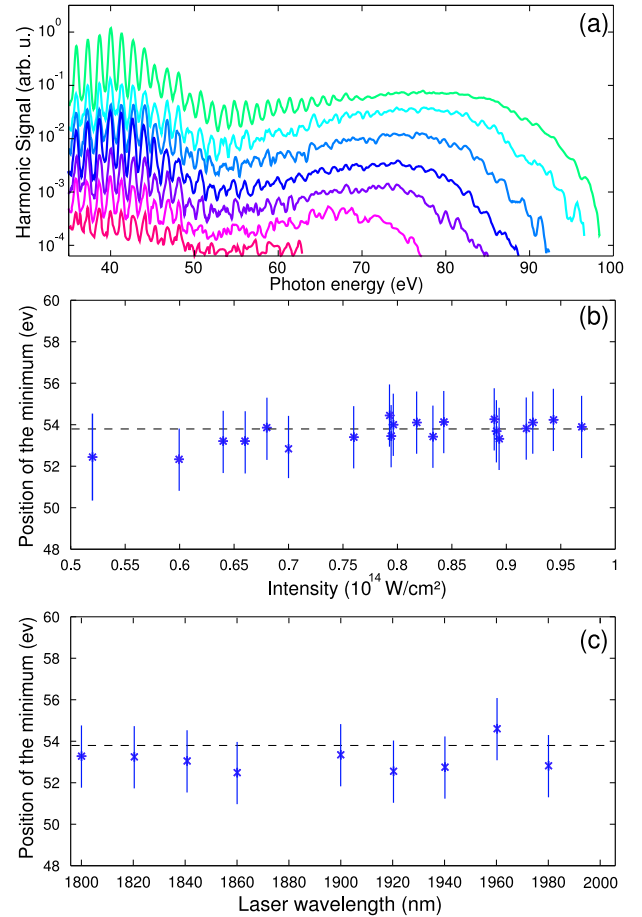 (a)
Harmonic Signal (arb. u.)
10^0
10^-1
10^-2
10^-3
10^-4
40 50 60 70 80 90 100
Photon energy (eV)
(b)
Position of the minimum (ev)
60
58
56
54
52
50
48
0.5 0.55 0.6 0.65 0.7 0.75 0.8 0.85 0.9 0.95 1
Intensity (10^14 W/cm²)
(c)
Position of the minimum (ev)
60
58
56
54
52
50
48
1800 1820 1840 1860 1880 1900 1920 1940 1960 1980 2000
Laser wavelength (nm)